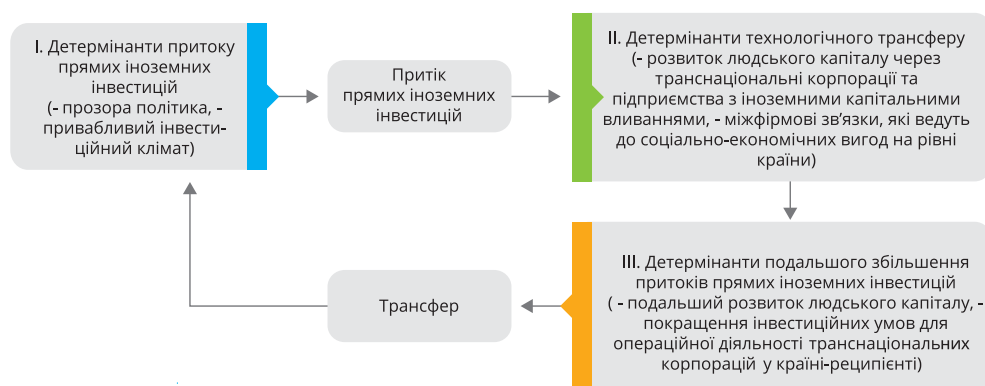 I. Детермінанти притоку
прямих іноземних
інвестицій
(- прозора політика, -
привабливий інвести-
ційний клімат)
Притік
прямих іноземних
інвестицій
II. Детермінанти технологічного трансферу
(- розвиток людського капіталу через
транснаціональні корпорації та
підприємства з іноземними капітальними
вливаннями, - міжфірмові зв’язки, які ведуть
до соціально-економічних вигод на рівні
країни)
III. Детермінанти подальшого збільшення
притоків прямих іноземних інвестицій
( - подальший розвиток людського капіталу, -
покращення інвестиційних умов для
операційної діяльності транснаціональних
корпорацій у країні-реципієнті)
Трансфер